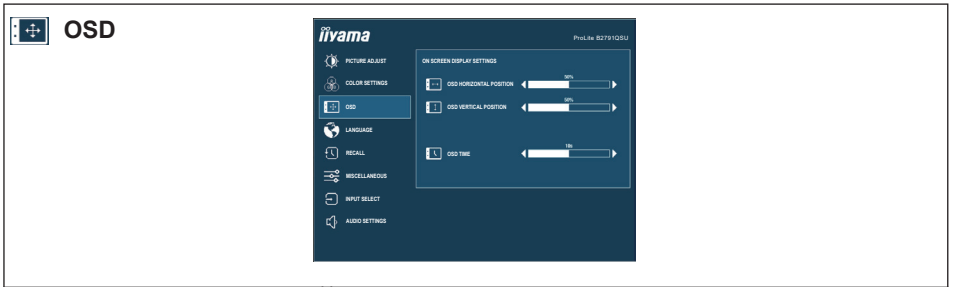 OSD
iiyama
ProLite B2791QSU
PICTURE ADJUST
COLOR SETTINGS
OSD
LANGUAGE
RECALL
MISCELLANEOUS
INPUT SELECT
AUDIO SETTINGS
ON SCREEN DISPLAY SETTINGS
OSD HORIZONTAL POSITION
50%
OSD VERTICAL POSITION
50%
OSD TIME